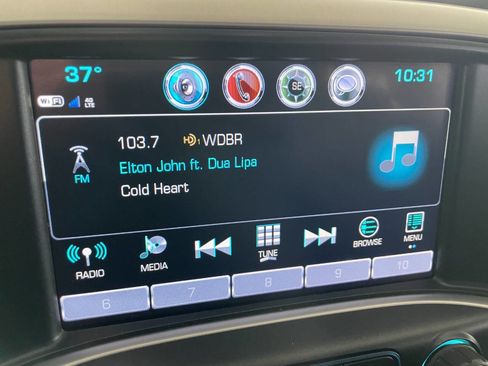 37° 10:31
Wi Fi 4G LTE SE
103.7 HD1 WDBR
FM Elton John ft. Dua Lipa
Cold Heart
RADIO MEDIA TUNE BROWSE MENU
6 7 8 9 10